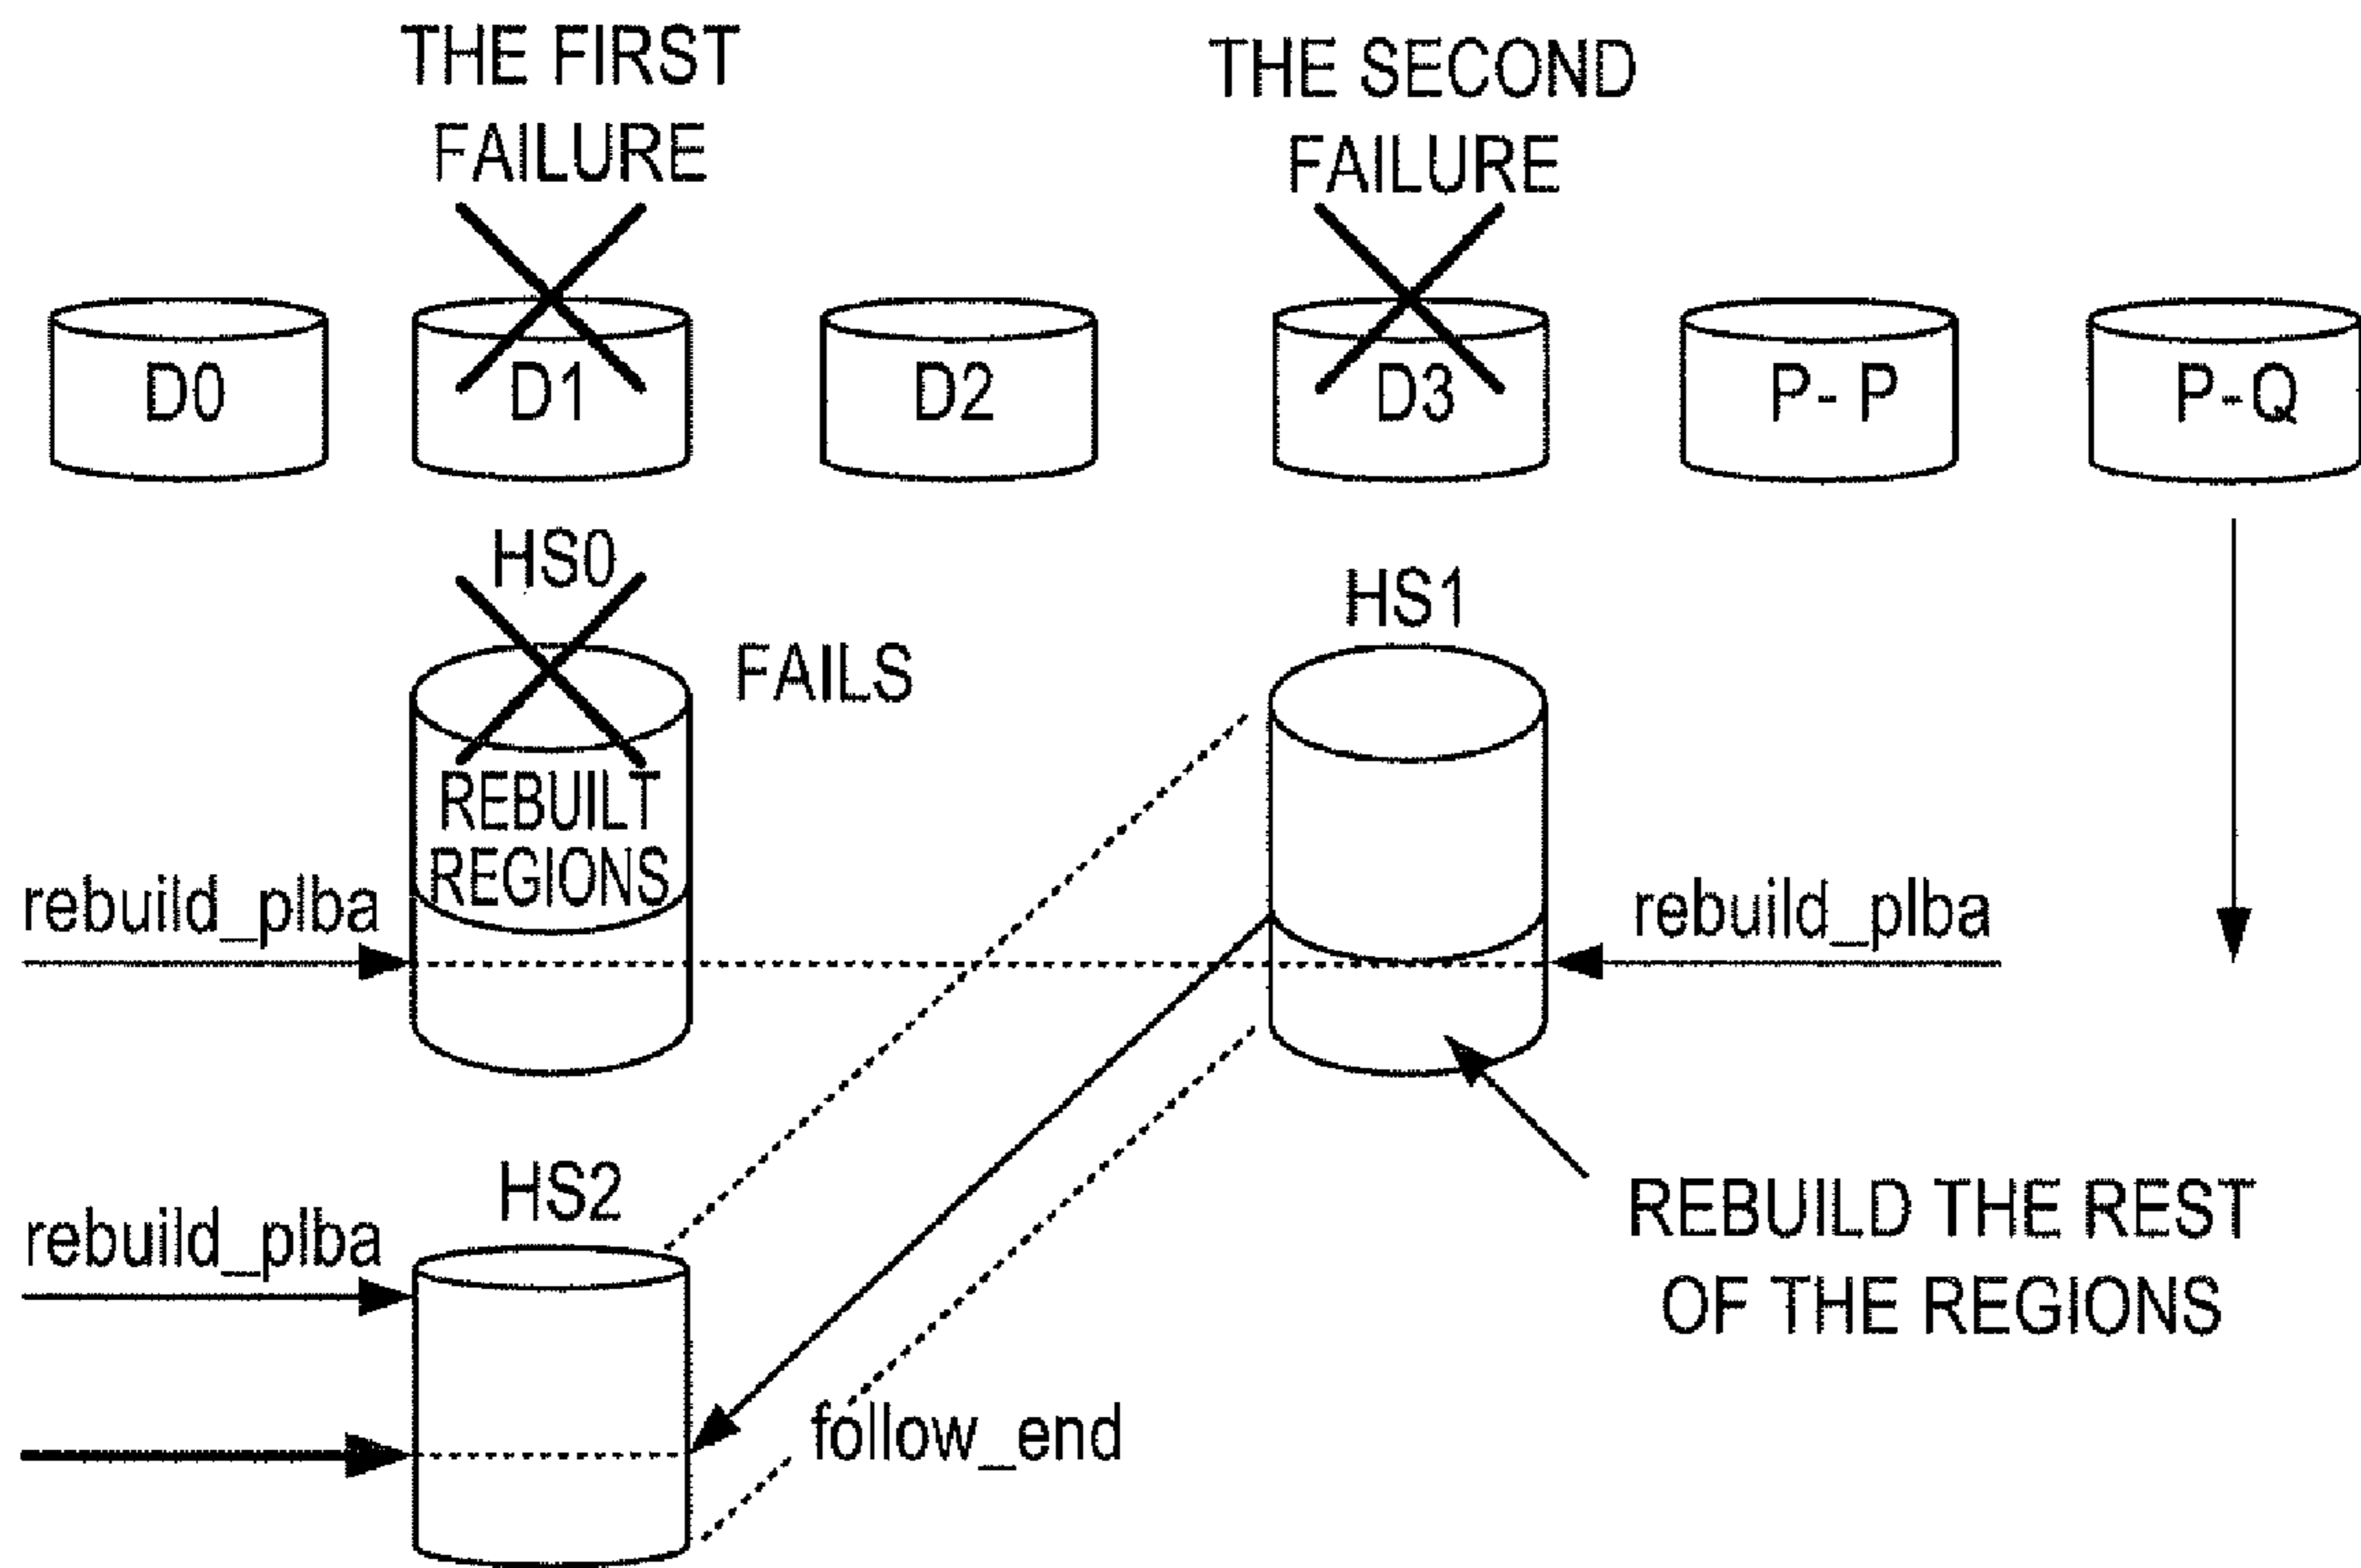 THE FIRST
FAILURE
THE SECOND
FAILURE
D0
D1
D2
D3
P- P
P-Q
HS0
FAILS
HS1
REBUILT
REGIONS
rebuild_plba
rebuild_plba
HS2
rebuild_plba
REBUILD THE REST
OF THE REGIONS
follow_end